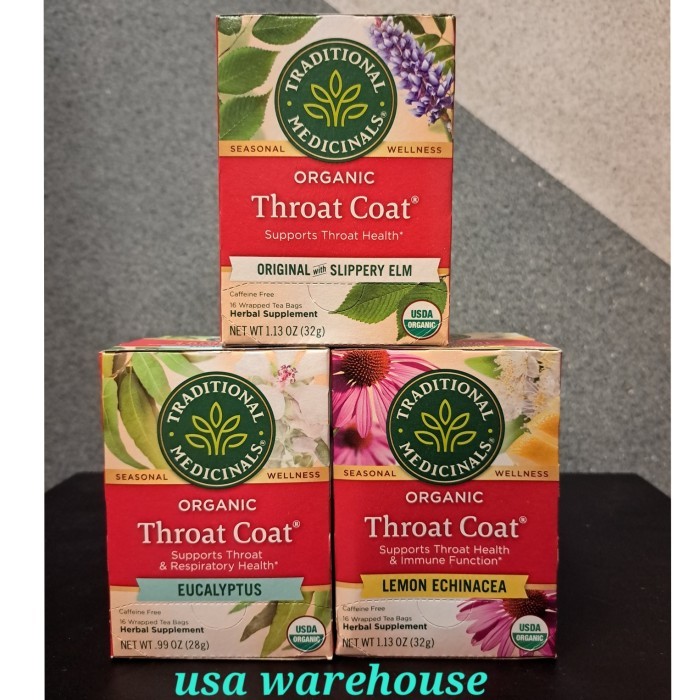 TRADITIONAL
MEDICINALS®
SEASONAL WELLNESS
ORGANIC
Throat Coat®
Supports Throat Health*
ORIGINAL with SLIPPERY ELM
Caffeine Free
16 Wrapped Tea Bags
Herbal Supplement
NET WT 1.13 OZ (32g)
USDA
ORGANIC
TRADITIONAL
MEDICINALS®
SEASONAL WELLNESS
ORGANIC
Throat Coat®
Supports Throat
& Respiratory Health*
EUCALYPTUS
Caffeine Free
16 Wrapped Tea Bags
Herbal Supplement
NET WT .99 OZ (28g)
USDA
ORGANIC
TRADITIONAL
MEDICINALS®
SEASONAL WELLNESS
ORGANIC
Throat Coat®
Supports Throat Health
& Immune Function*
LEMON ECHINACEA
Caffeine Free
16 Wrapped Tea Bags
Herbal Supplement
NET WT 1.13 OZ (32g)
USDA
ORGANIC
usa warehouse